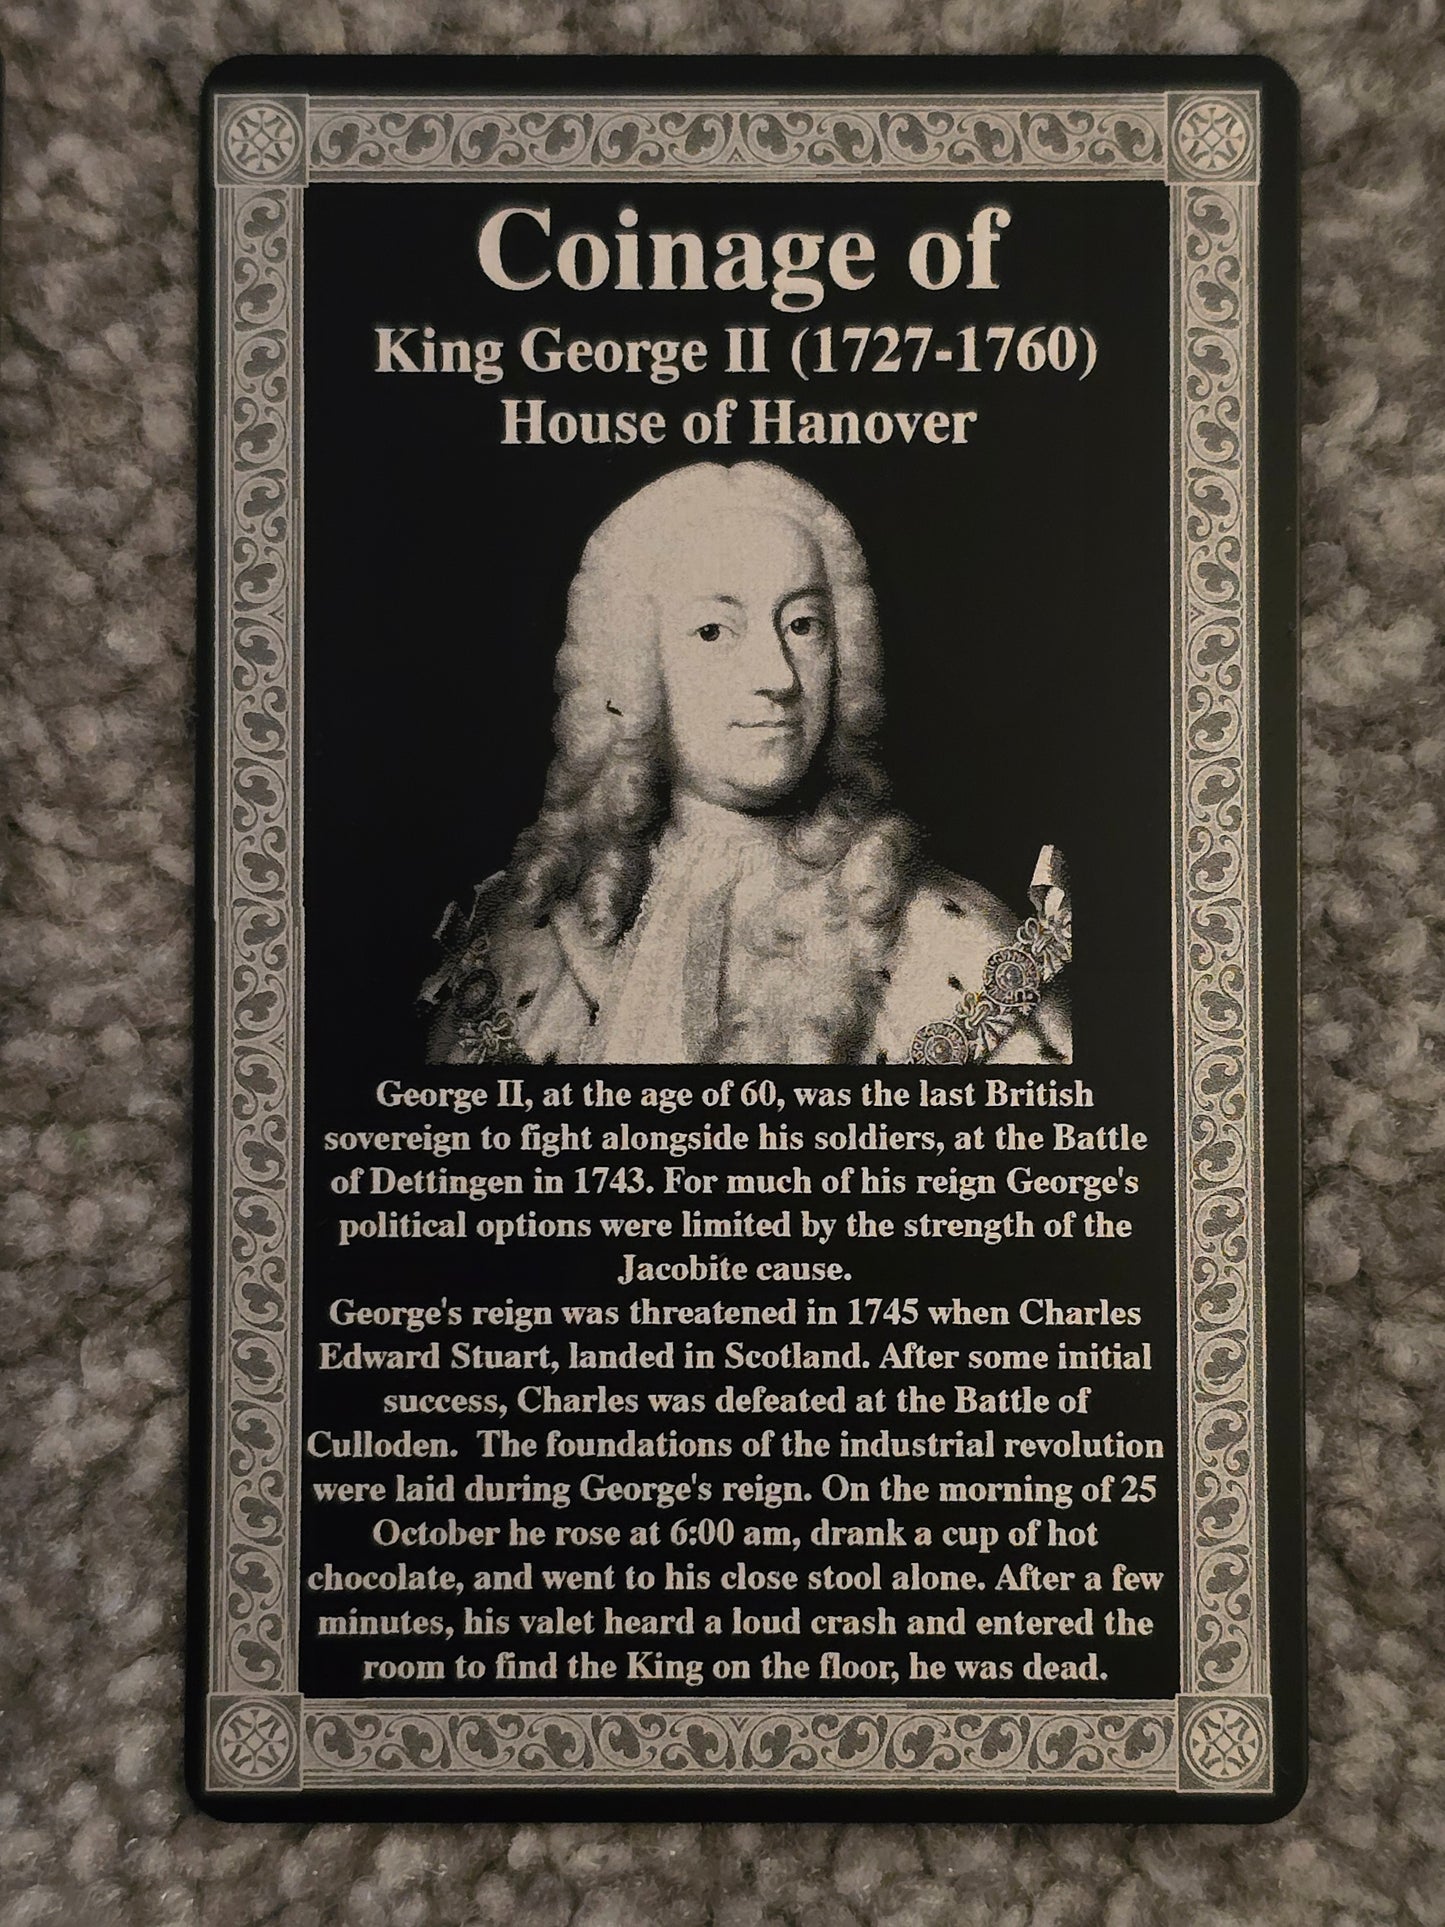 Coinage of
King George II (1727-1760)
House of Hanover
George II, at the age of 60, was the last British
sovereign to fight alongside his soldiers, at the Battle
of Dettingen in 1743. For much of his reign George's
political options were limited by the strength of the
Jacobite cause.
George's reign was threatened in 1745 when Charles
Edward Stuart, landed in Scotland. After some initial
success, Charles was defeated at the Battle of
Culloden.  The foundations of the industrial revolution
were laid during George's reign. On the morning of 25
October he rose at 6:00 am, drank a cup of hot
chocolate, and went to his close stool alone. After a few
minutes, his valet heard a loud crash and entered the
room to find the King on the floor, he was dead.